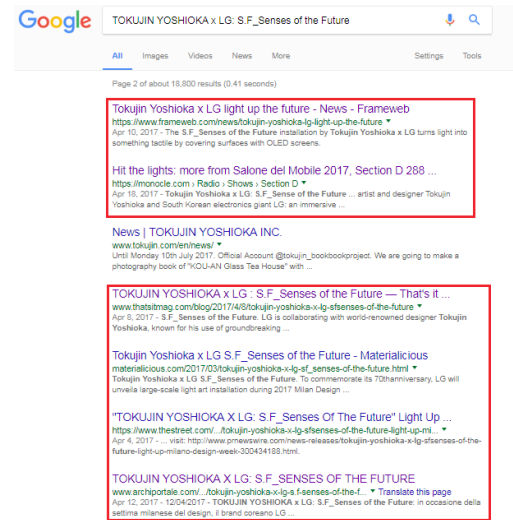 Google
TOKUJIN YOSHIOKA x LG: S.F_Senses of the Future
All Images Videos News More Settings Tools
Page 2 of about 18,800 results (0.41 seconds)
Tokujin Yoshioka x LG light up the future - News - Frameweb
https://www.frameweb.com/news/tokujin-yoshioka-lg-light-up-the-future
Apr 10, 2017 - The S.F_Senses of the Future installation by Tokujin Yoshioka x LG turns light into
something tactile by covering surfaces with OLED screens.
Hit the lights: more from Salone del Mobile 2017, Section D 288 ...
https://monocle.com › Radio › Shows › Section D
Apr 18, 2017 - Tokujin Yoshioka x LG: S.F_Sense of the Future ... artist and designer Tokujin
Yoshioka and South Korean electronics giant LG: an immersive ...
News | TOKUJIN YOSHIOKA INC.
www.tokujin.com/en/news/
Until Monday 10th July 2017. Official Account @tokujin_bookbookproject. We are going to make a
photography book of "KOU-AN Glass Tea House" with ...
TOKUJIN YOSHIOKA x LG : S.F_Senses of the Future — That's it ...
www.thatsitmag.com/blog/2017/4/8/tokujin-yoshioka-x-lg-sfsenses-of-the-future
Apr 8, 2017 - S.F_Senses of the Future. LG is collaborating with world-renowned designer Tokujin
Yoshioka, known for his use of groundbreaking ...
Tokujin Yoshioka x LG S.F_Senses of the Future - Materialicious
materialicious.com/2017/03/tokujin-yoshioka-x-lg-sf_senses-of-the-future.html
Tokujin Yoshioka x LG S.F_Senses of the Future. To commemorate its 70thanniversary, LG will
unveila large-scale light art installation during 2017 Milan Design ...
"TOKUJIN YOSHIOKA X LG: S.F_Senses Of The Future" Light Up ...
https://www.thestreet.com/.../tokujin-yoshioka-x-lg-sfsenses-of-the-future-light-up-mi...
Apr 4, 2017 - ... visit: http://www.prnewswire.com/news-releases/tokujin-yoshioka-x-lg-sfsenses-of-the-
future-light-up-milano-design-week-300434188.html.
TOKUJIN YOSHIOKA X LG: S.F_SENSES OF THE FUTURE
www.archiportale.com/.../tokujin-yoshioka-x-lg-s.f-senses-of-the-f... Translate this page
Apr 12, 2017 - 12/04/2017 - TOKUJIN YOSHIOKA X LG: S.F_Senses of the Future: in occasione della
settima milanese del design, il brand coreano LG ...